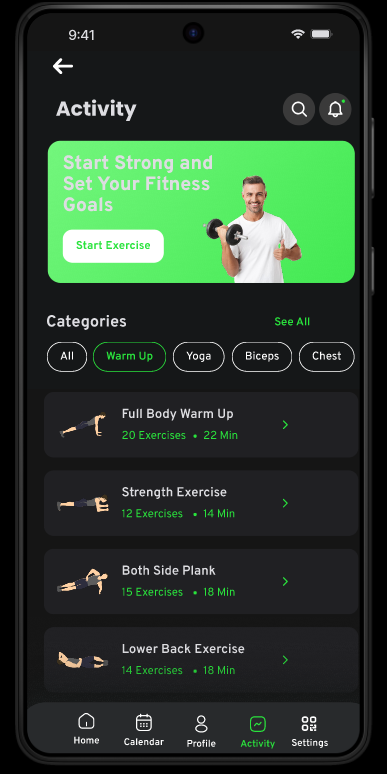 9:41
Activity
Start Strong and
Set Your Fitness
Goals
Start Exercise
Categories
See All
All
Warm Up
Yoga
Biceps
Chest
Full Body Warm Up
20 Exercises • 22 Min
Strength Exercise
12 Exercises • 14 Min
Both Side Plank
15 Exercises • 18 Min
Lower Back Exercise
14 Exercises • 18 Min
Home
Calendar
Profile
Activity
Settings